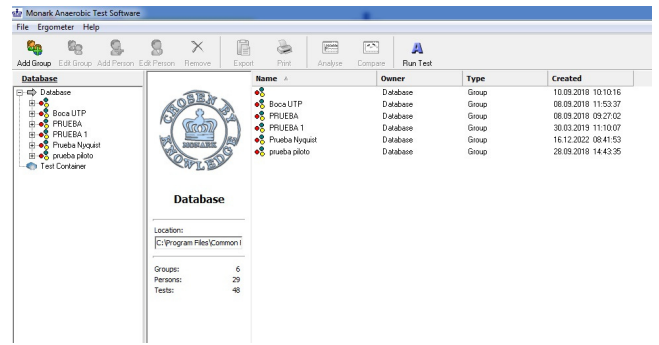 Monark Anaerobic Test Software
File Ergometer Help
Add Group Edit Group Add Person Edit Person Remove Export Print Analyse Compare Run Test
Database
Database
Boca UTP
PRUEBA
PRUEBA 1
Prueba Nyquist
prueba piloto
Test Container
CHOSEN BY
MONARK
KNOWLEDGE
Database
Location:
C:\Program Files\Common
Groups: 6
Persons: 29
Tests: 48
Name Owner Type Created
Database Group 10.09.2018 10:10:16
Boca UTP Database Group 08.09.2018 11:53:37
PRUEBA Database Group 08.09.2018 09:27:02
PRUEBA 1 Database Group 30.03.2019 11:10:07
Prueba Nyquist Database Group 16.12.2022 08:41:53
prueba piloto Database Group 28.09.2018 14:43:35